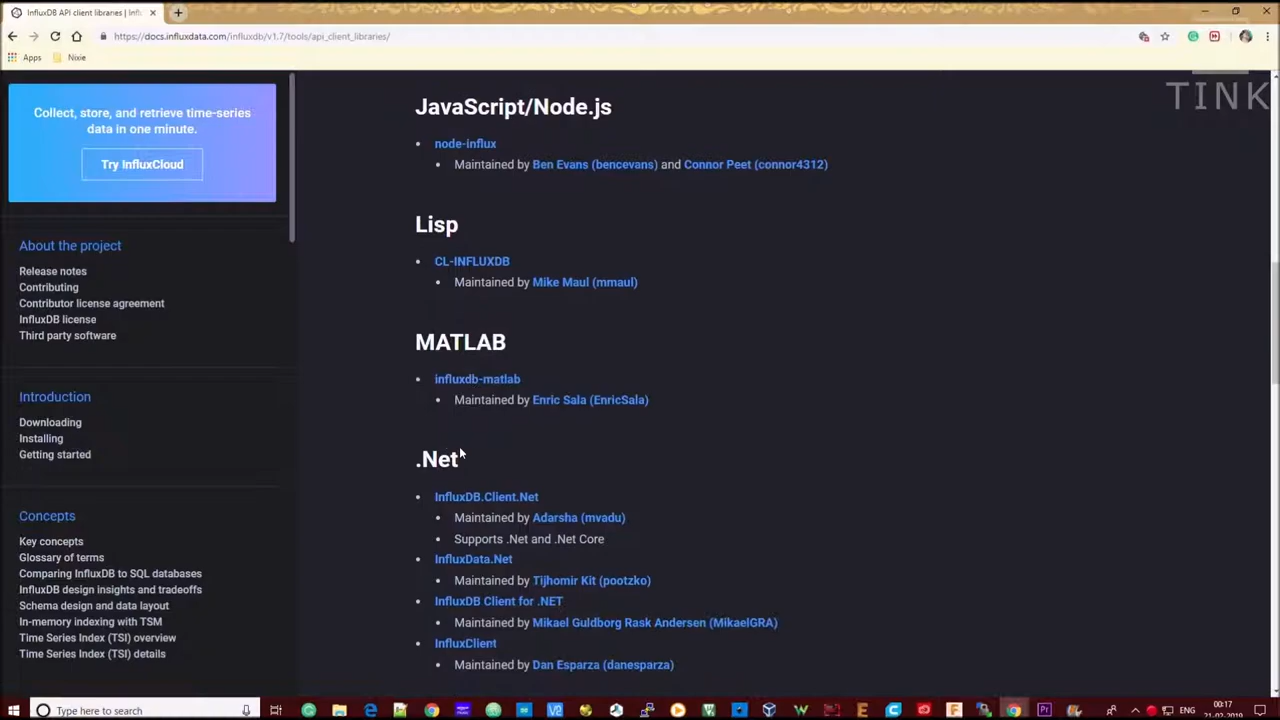 InfluxDB API client libraries | Infl
https://docs.influxdata.com/influxdb/v1.7/tools/api_client_libraries/
Apps
Nixie
TINK
Collect, store, and retrieve time-series
data in one minute.
Try InfluxCloud
About the project
Release notes
Contributing
Contributor license agreement
InfluxDB license
Third party software
Introduction
Downloading
Installing
Getting started
Concepts
Key concepts
Glossary of terms
Comparing InfluxDB to SQL databases
InfluxDB design insights and tradeoffs
Schema design and data layout
In-memory indexing with TSM
Time Series Index (TSI) overview
Time Series Index (TSI) details
JavaScript/Node.js
node-influx
Maintained by Ben Evans (bencevans) and Connor Peet (connor4312)
Lisp
CL-INFLUXDB
Maintained by Mike Maul (mmaul)
MATLAB
influxdb-matlab
Maintained by Enric Sala (EnricSala)
.Net
InfluxDB.Client.Net
Maintained by Adarsha (mvadu)
Supports .Net and .Net Core
InfluxData.Net
Maintained by Tijhomir Kit (pootzko)
InfluxDB Client for .NET
Maintained by Mikael Guldborg Rask Andersen (MikaelGRA)
InfluxClient
Maintained by Dan Esparza (danesparza)
Type here to search
ENG
00:17
21-02-2019